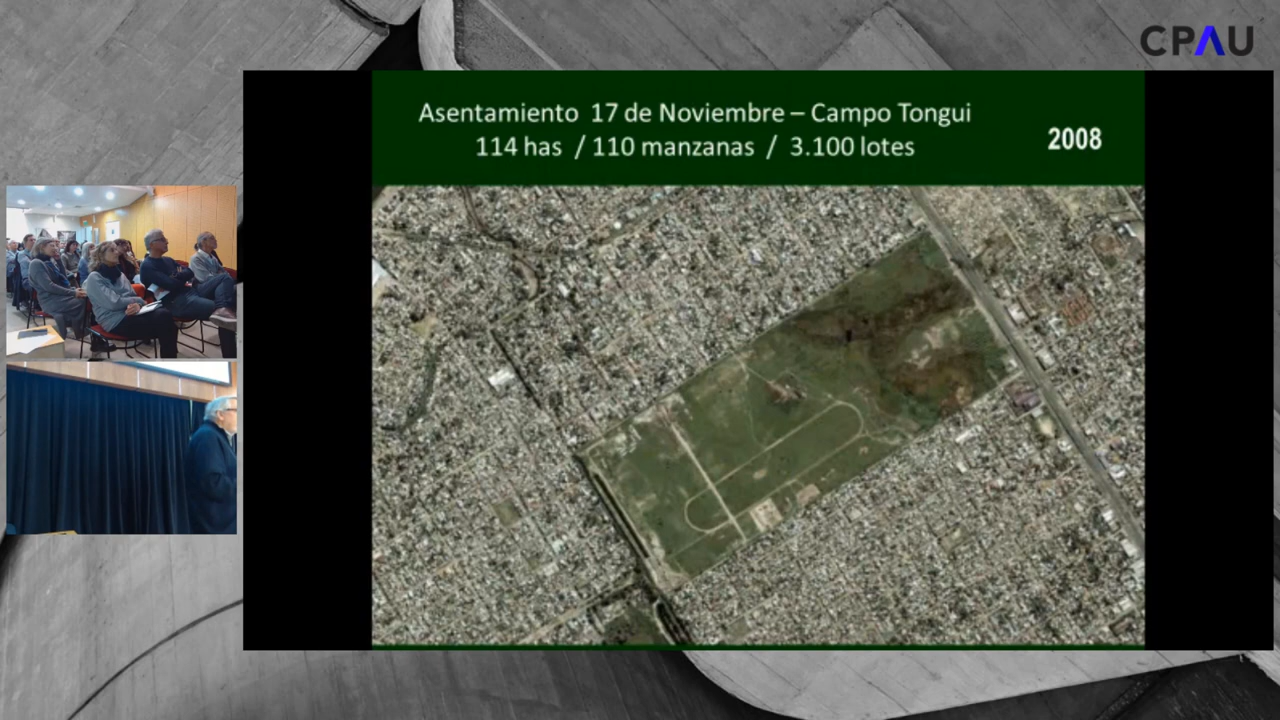 CPAU
Asentamiento 17 de Noviembre – Campo Tongui
114 has / 110 manzanas / 3.100 lotes
2008